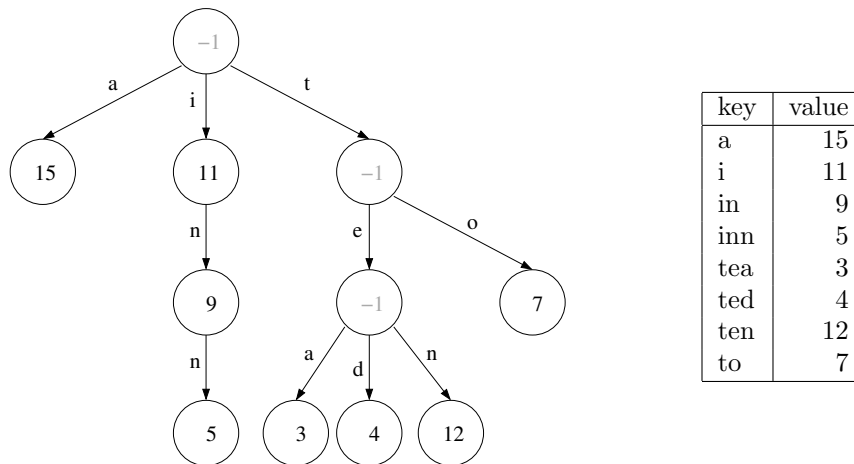 −1
a
i
t
15
11
−1
n
e
o
9
−1
7
n
a
d
n
5
3
4
12
key value
a 15
i 11
in 9
inn 5
tea 3
ted 4
ten 12
to 7